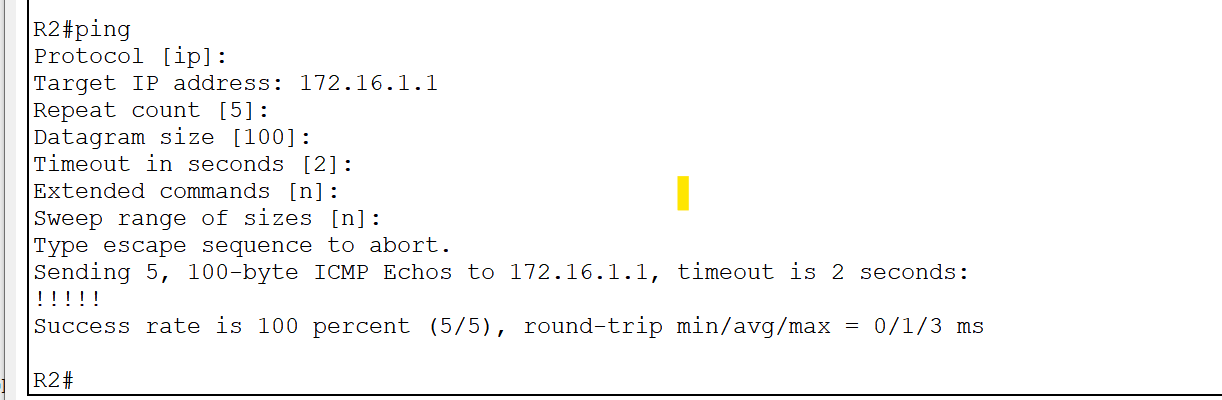 R2#ping
Protocol [ip]:
Target IP address: 172.16.1.1
Repeat count [5]:
Datagram size [100]:
Timeout in seconds [2]:
Extended commands [n]:
Sweep range of sizes [n]:
Type escape sequence to abort.
Sending 5, 100-byte ICMP Echos to 172.16.1.1, timeout is 2 seconds:
!!!!!
Success rate is 100 percent (5/5), round-trip min/avg/max = 0/1/3 ms
R2#